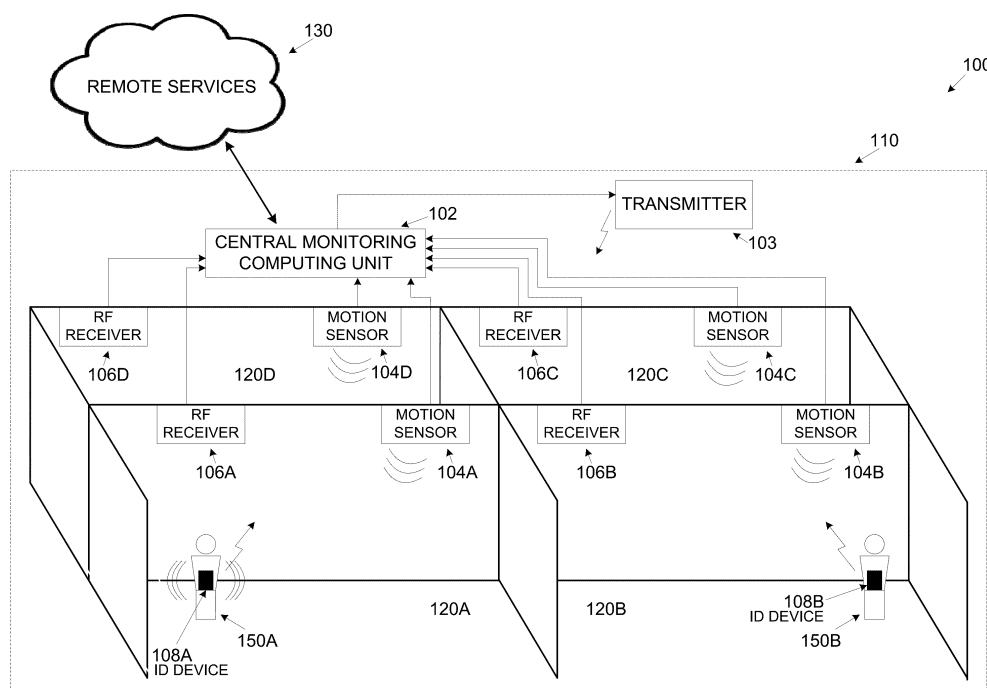 130
REMOTE SERVICES
100
110
TRANSMITTER
102
103
CENTRAL MONITORING
COMPUTING UNIT
RF
RECEIVER
MOTION
SENSOR
RF
RECEIVER
MOTION
SENSOR
106D
120D
104D
106C
120C
104C
RF
RECEIVER
MOTION
SENSOR
RF
RECEIVER
MOTION
SENSOR
106A
104A
106B
104B
120A
120B
108B
ID DEVICE
150A
150B
108A
ID DEVICE